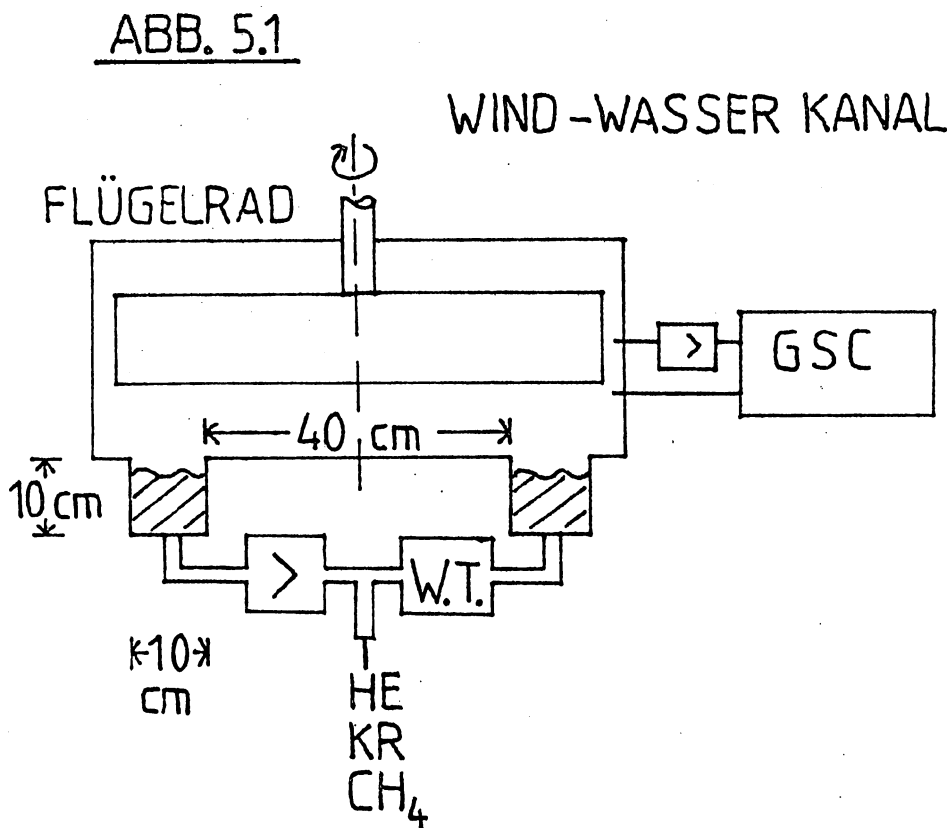 ABB. 5.1
WIND-WASSER KANAL
FLÜGELRAD
>
GSC
40 cm
10 cm
>
W.T.
10
cm
HE
KR
CH₄